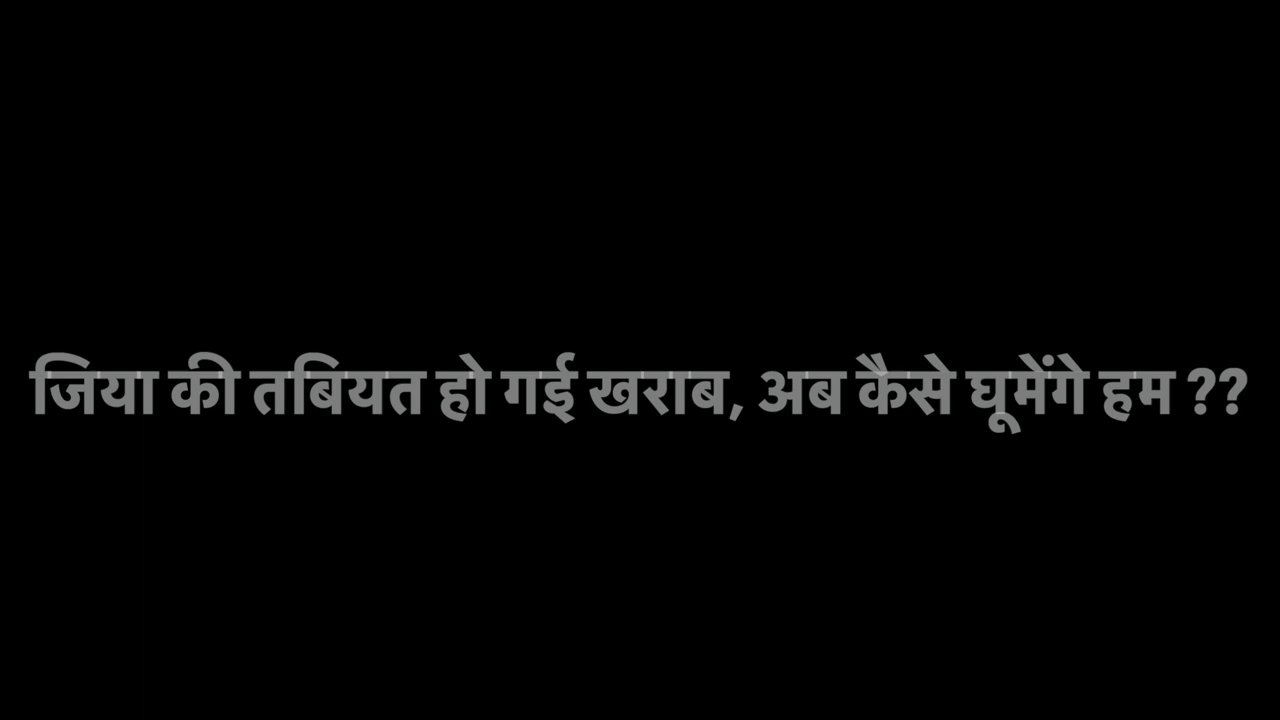 जिया की तबियत हो गई खराब, अब कैसे घूमेंगे हम ??